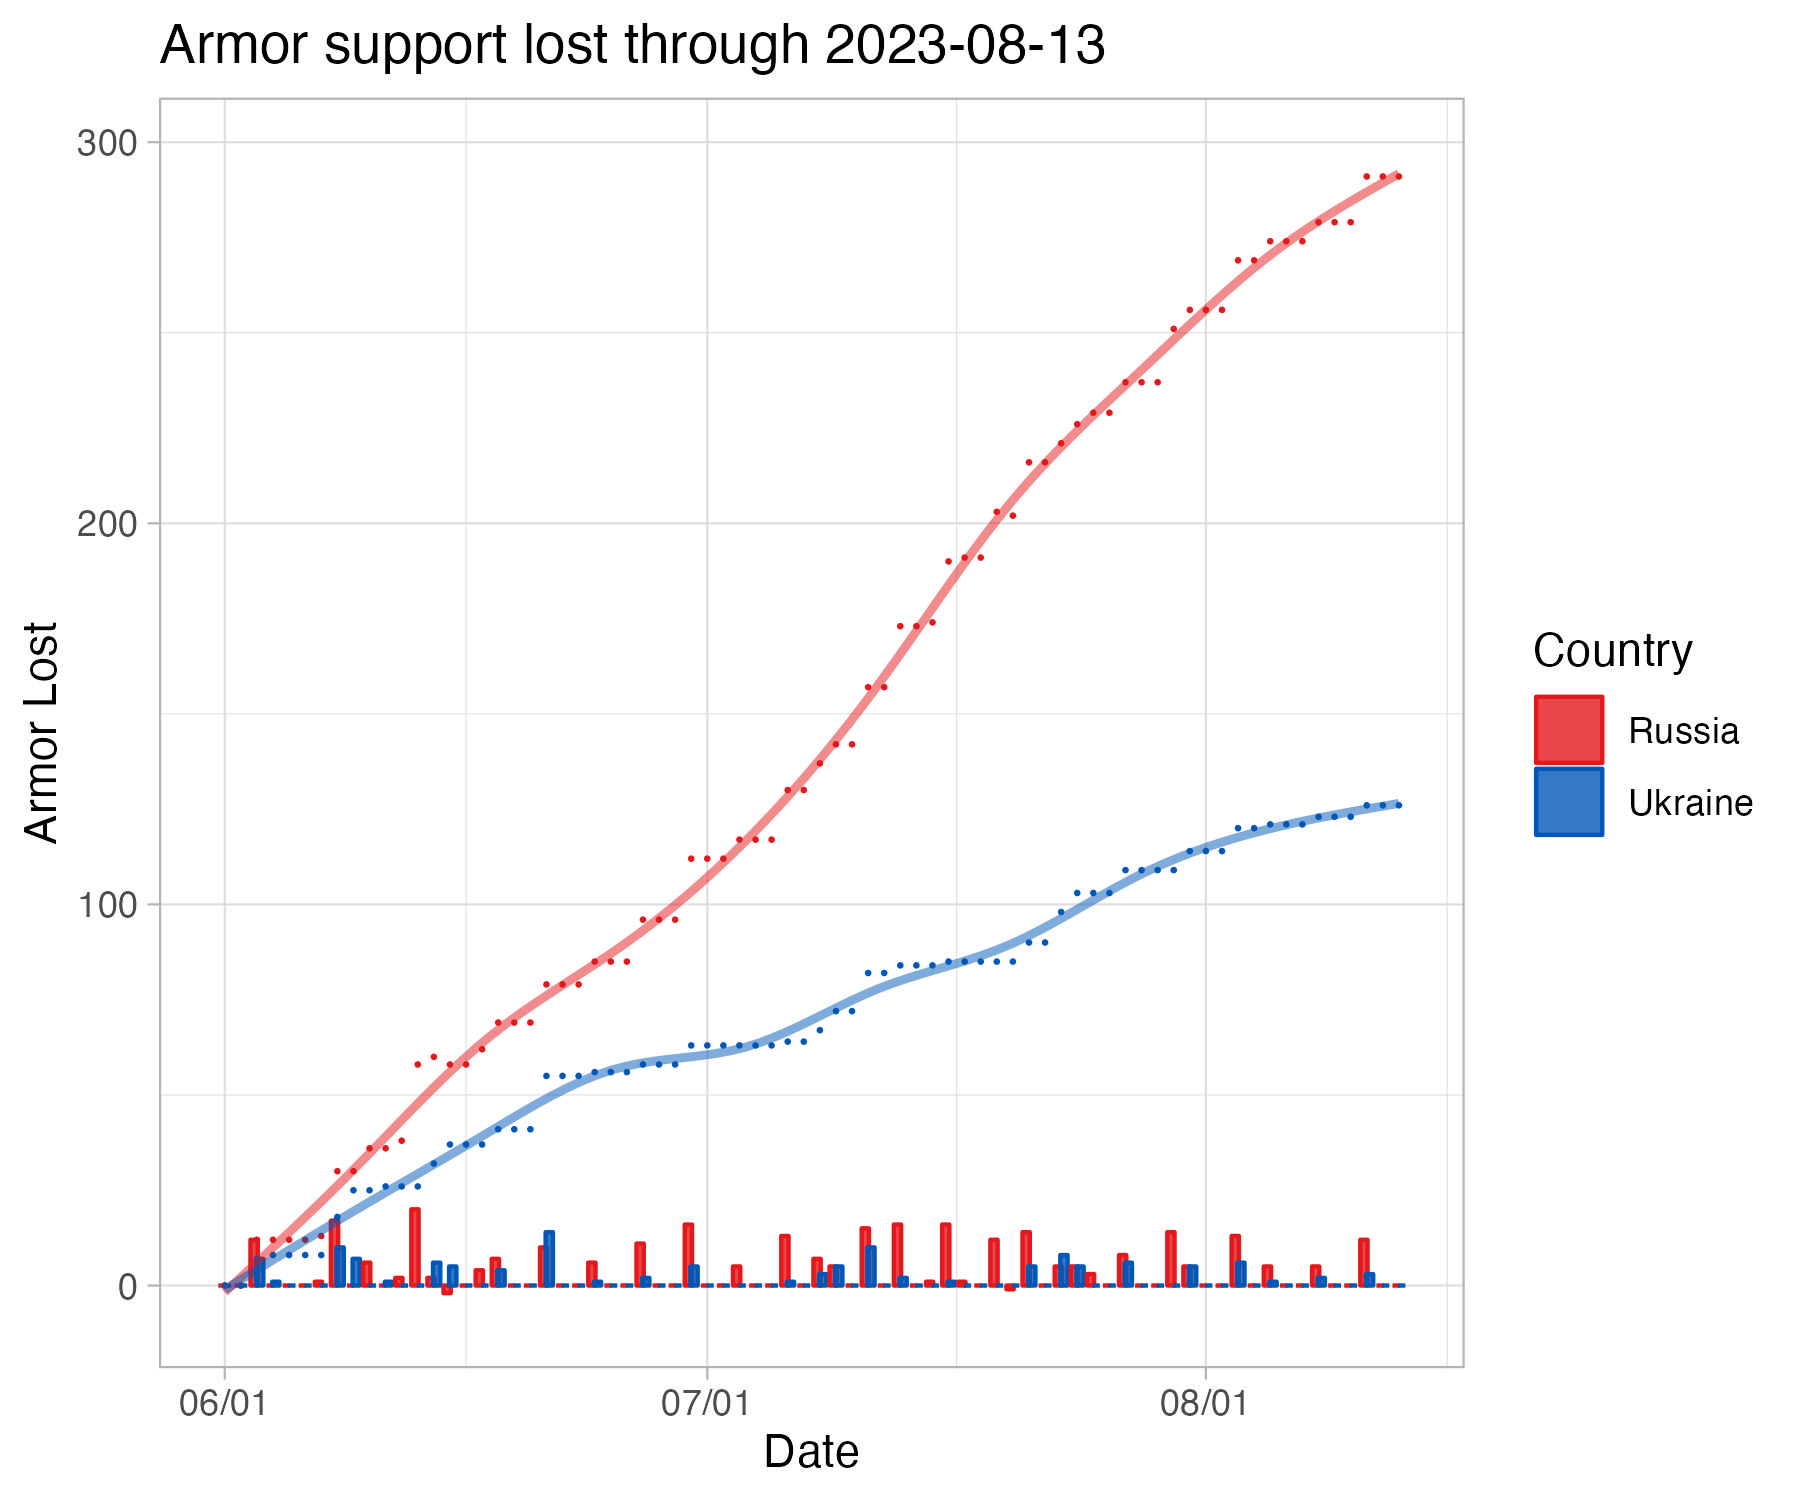 Armor support lost through 2023-08-13
300
200
100
0
Armor Lost
06/01
07/01
08/01
Date
Country
Russia
Ukraine